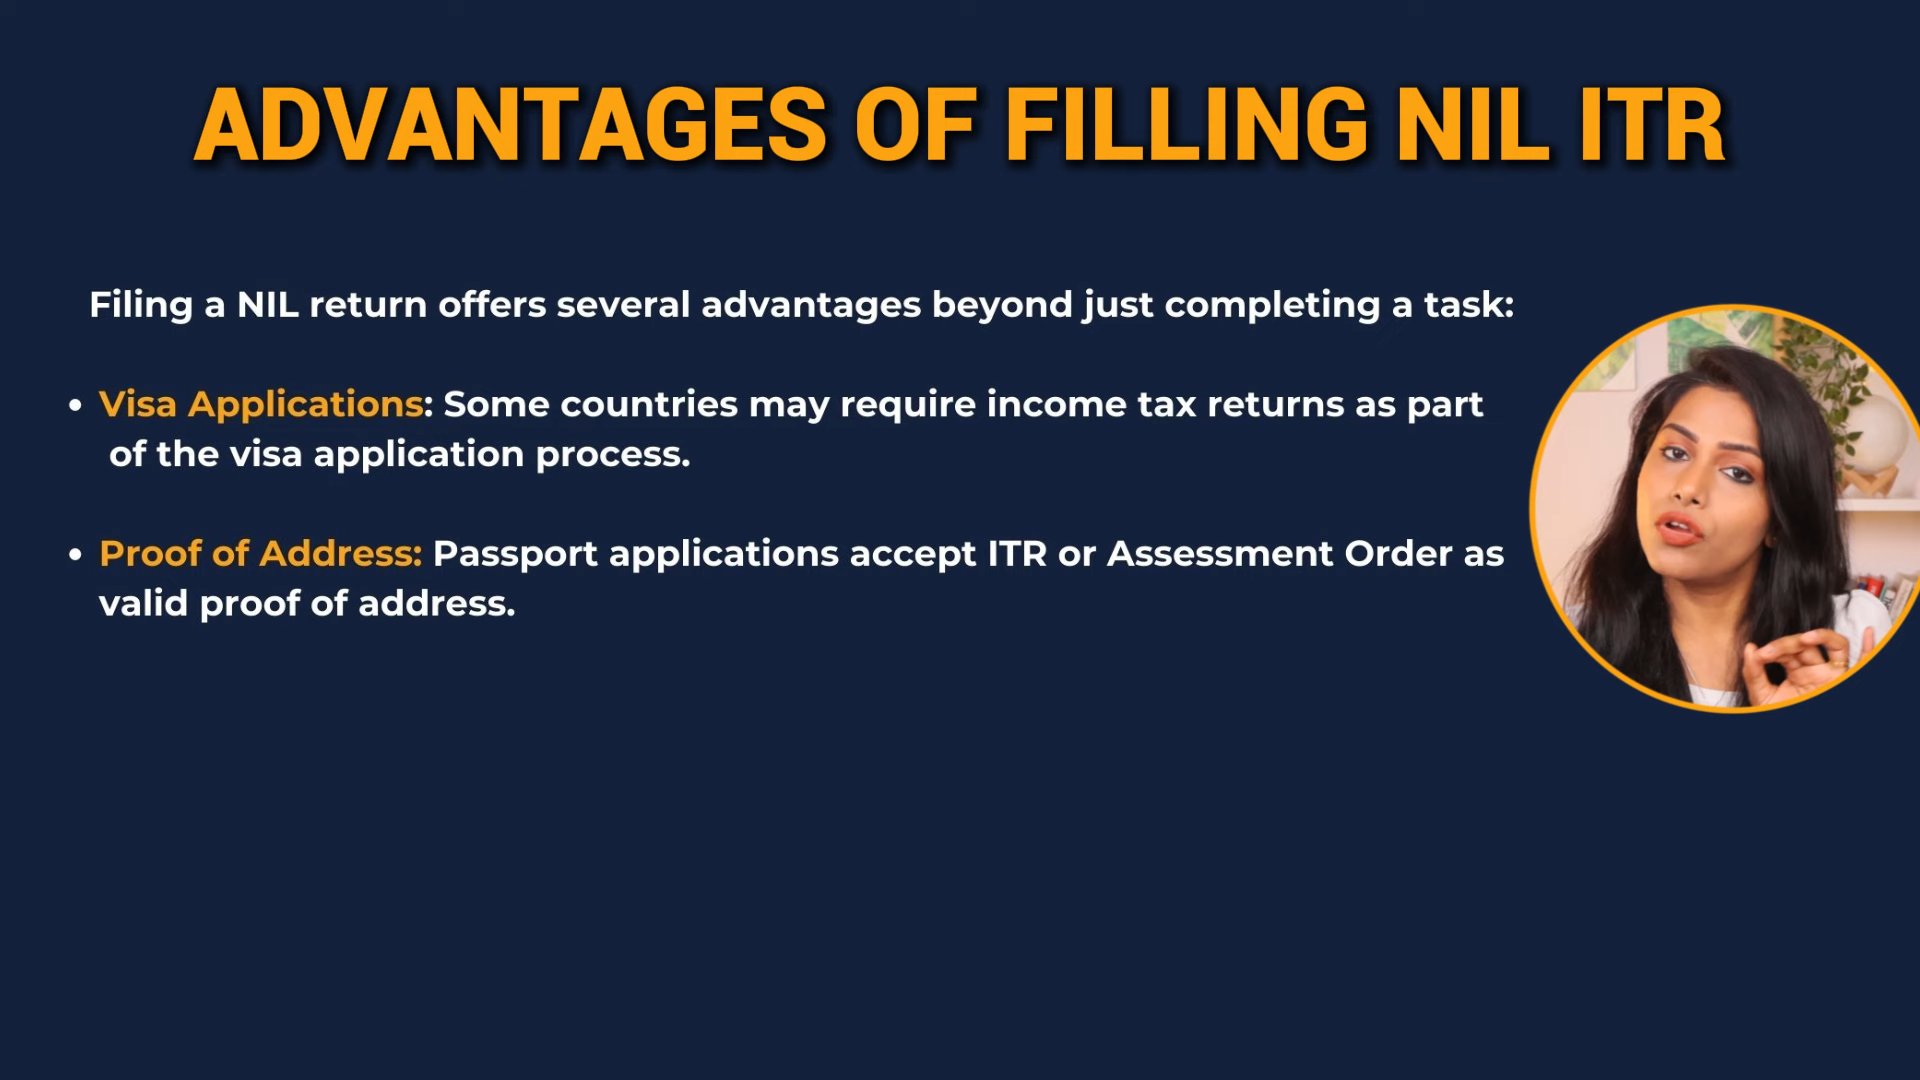 ADVANTAGES OF FILLING NIL ITR
Filing a NIL return offers several advantages beyond just completing a task:
• Visa Applications: Some countries may require income tax returns as part
of the visa application process.
• Proof of Address: Passport applications accept ITR or Assessment Order as
valid proof of address.